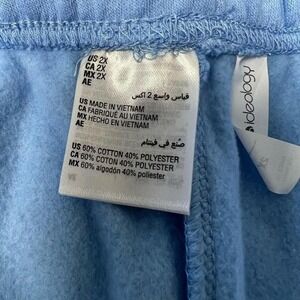 US 2X
CA 2X
MX 2X
AE
قياس واسع 2 اكس
US MADE IN VIETNAM
CA FABRIQUÉ AU VIETNAM
MX HECHO EN VIETNAM
AE
صنع في فيتنام
US 60% COTTON 40% POLYESTER
CA 60% COTON 40% POLYESTER
MX 60% algodón 40% poliester
ideology